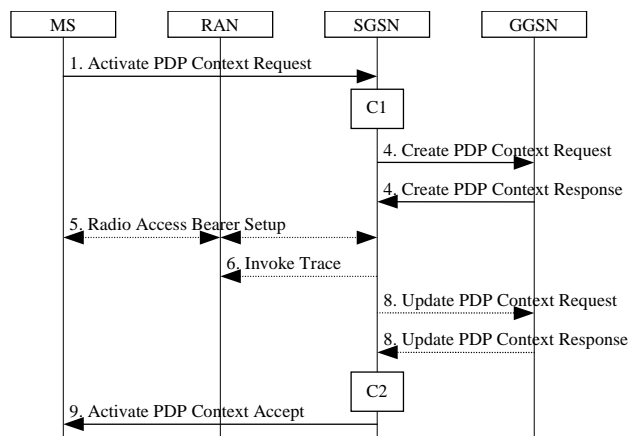 MS
RAN
SGSN
GGSN
1. Activate PDP Context Request
C1
4. Create PDP Context Request
4. Create PDP Context Response
5. Radio Access Bearer Setup
6. Invoke Trace
8. Update PDP Context Request
8. Update PDP Context Response
C2
9. Activate PDP Context Accept